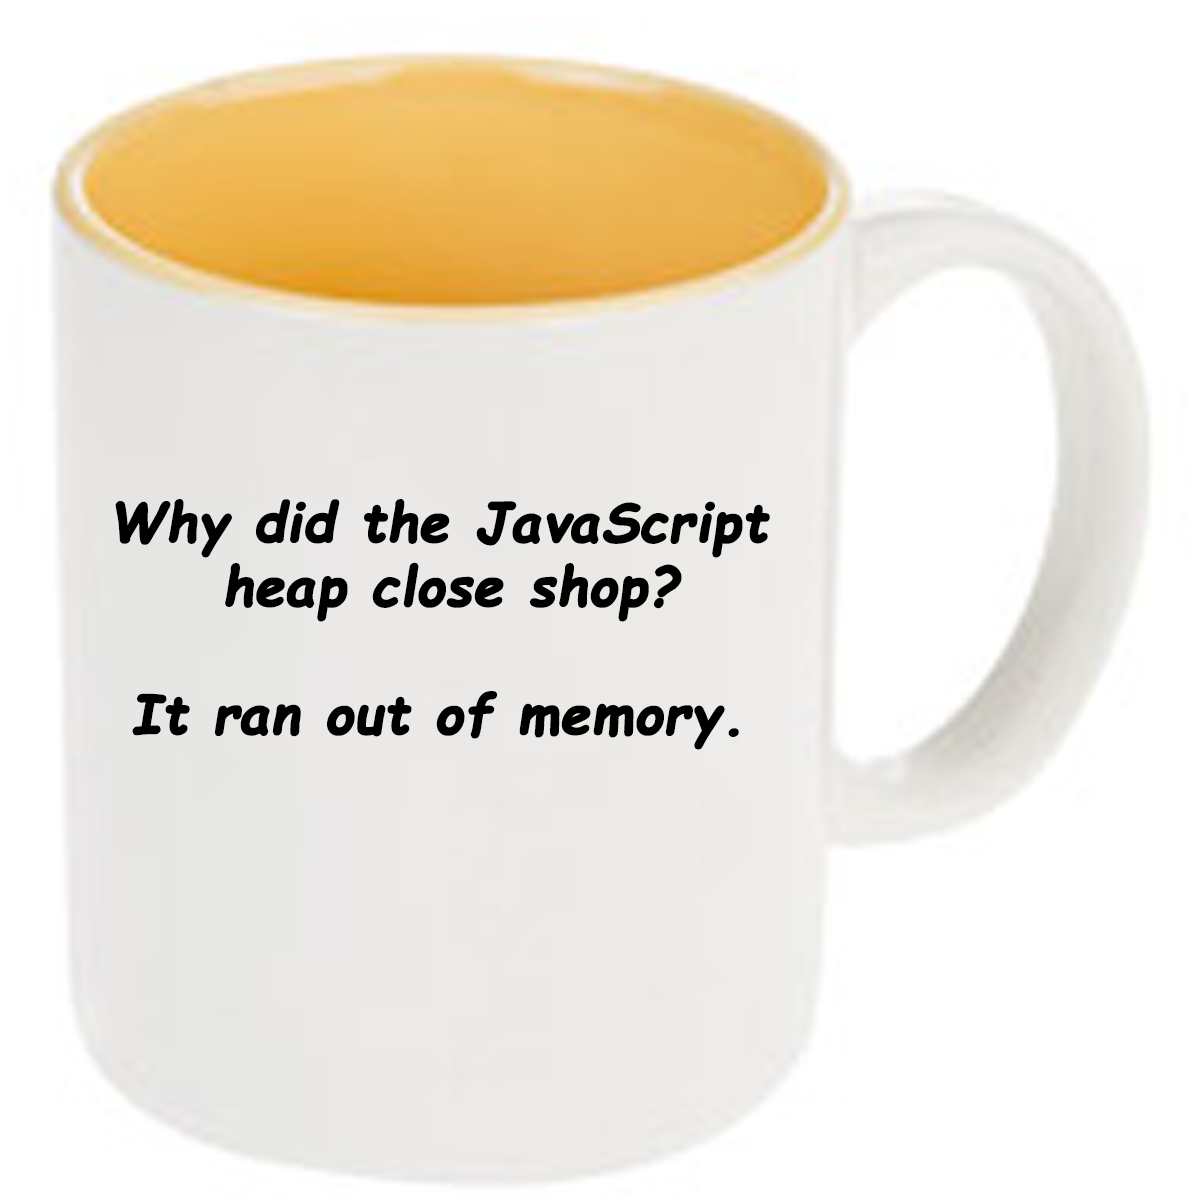 Why did the JavaScript
heap close shop?
It ran out of memory.